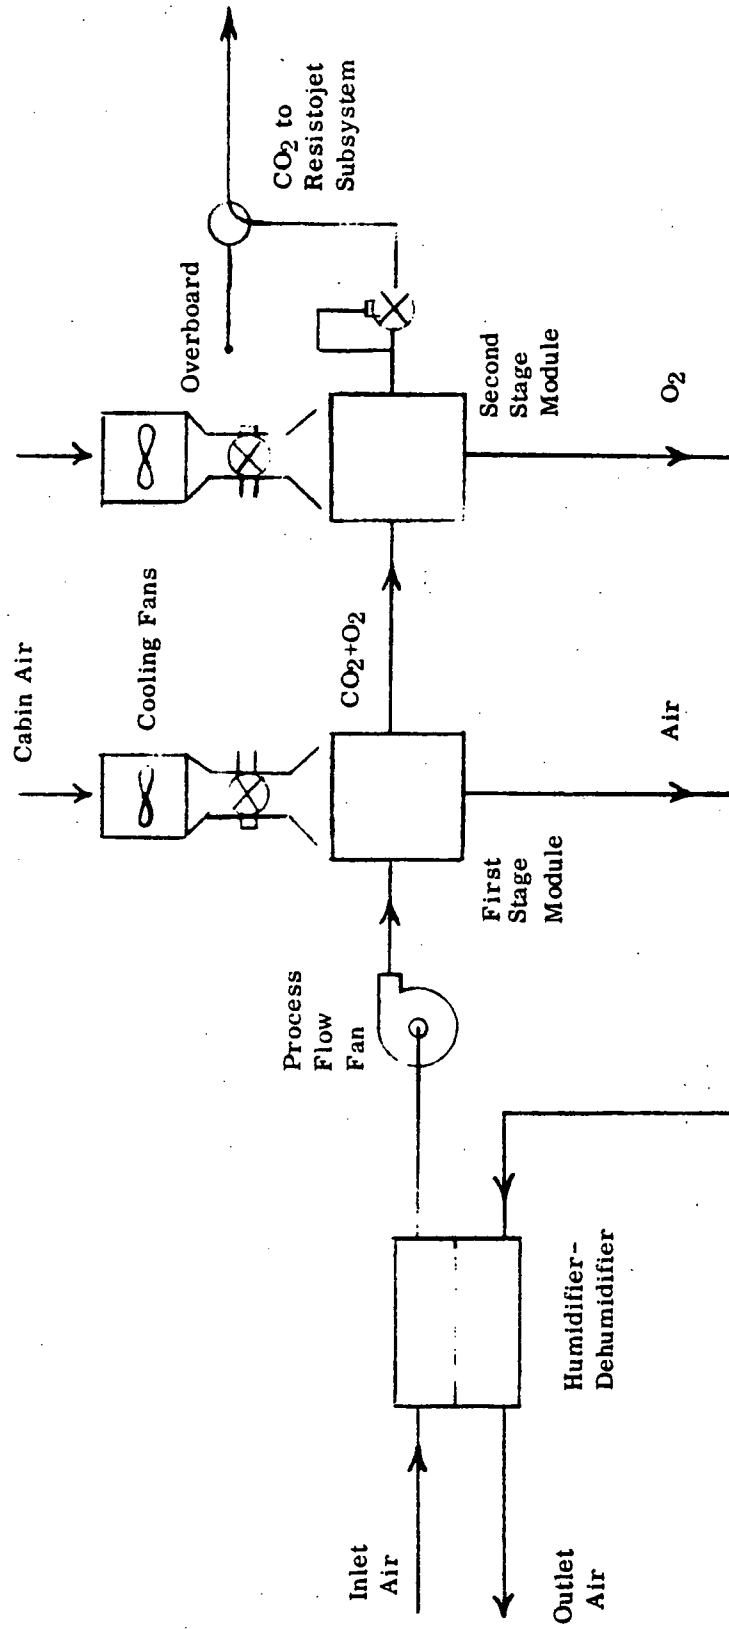 Cabin Air
Cooling Fans
Overboard
CO2 to
Resistojet
Subsystem
Process
Flow
Fan
CO2+O2
Inlet
Air
Outlet
Air
Humidifier-
Dehumidifier
First
Stage
Module
Air
Second
Stage
Module
O2